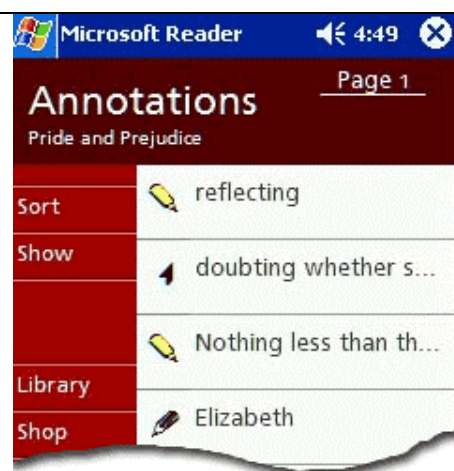 Microsoft Reader 4:49
Annotations
Page 1
Pride and Prejudice
Sort
Show
Library
Shop
reflecting
doubting whether s...
Nothing less than th...
Elizabeth